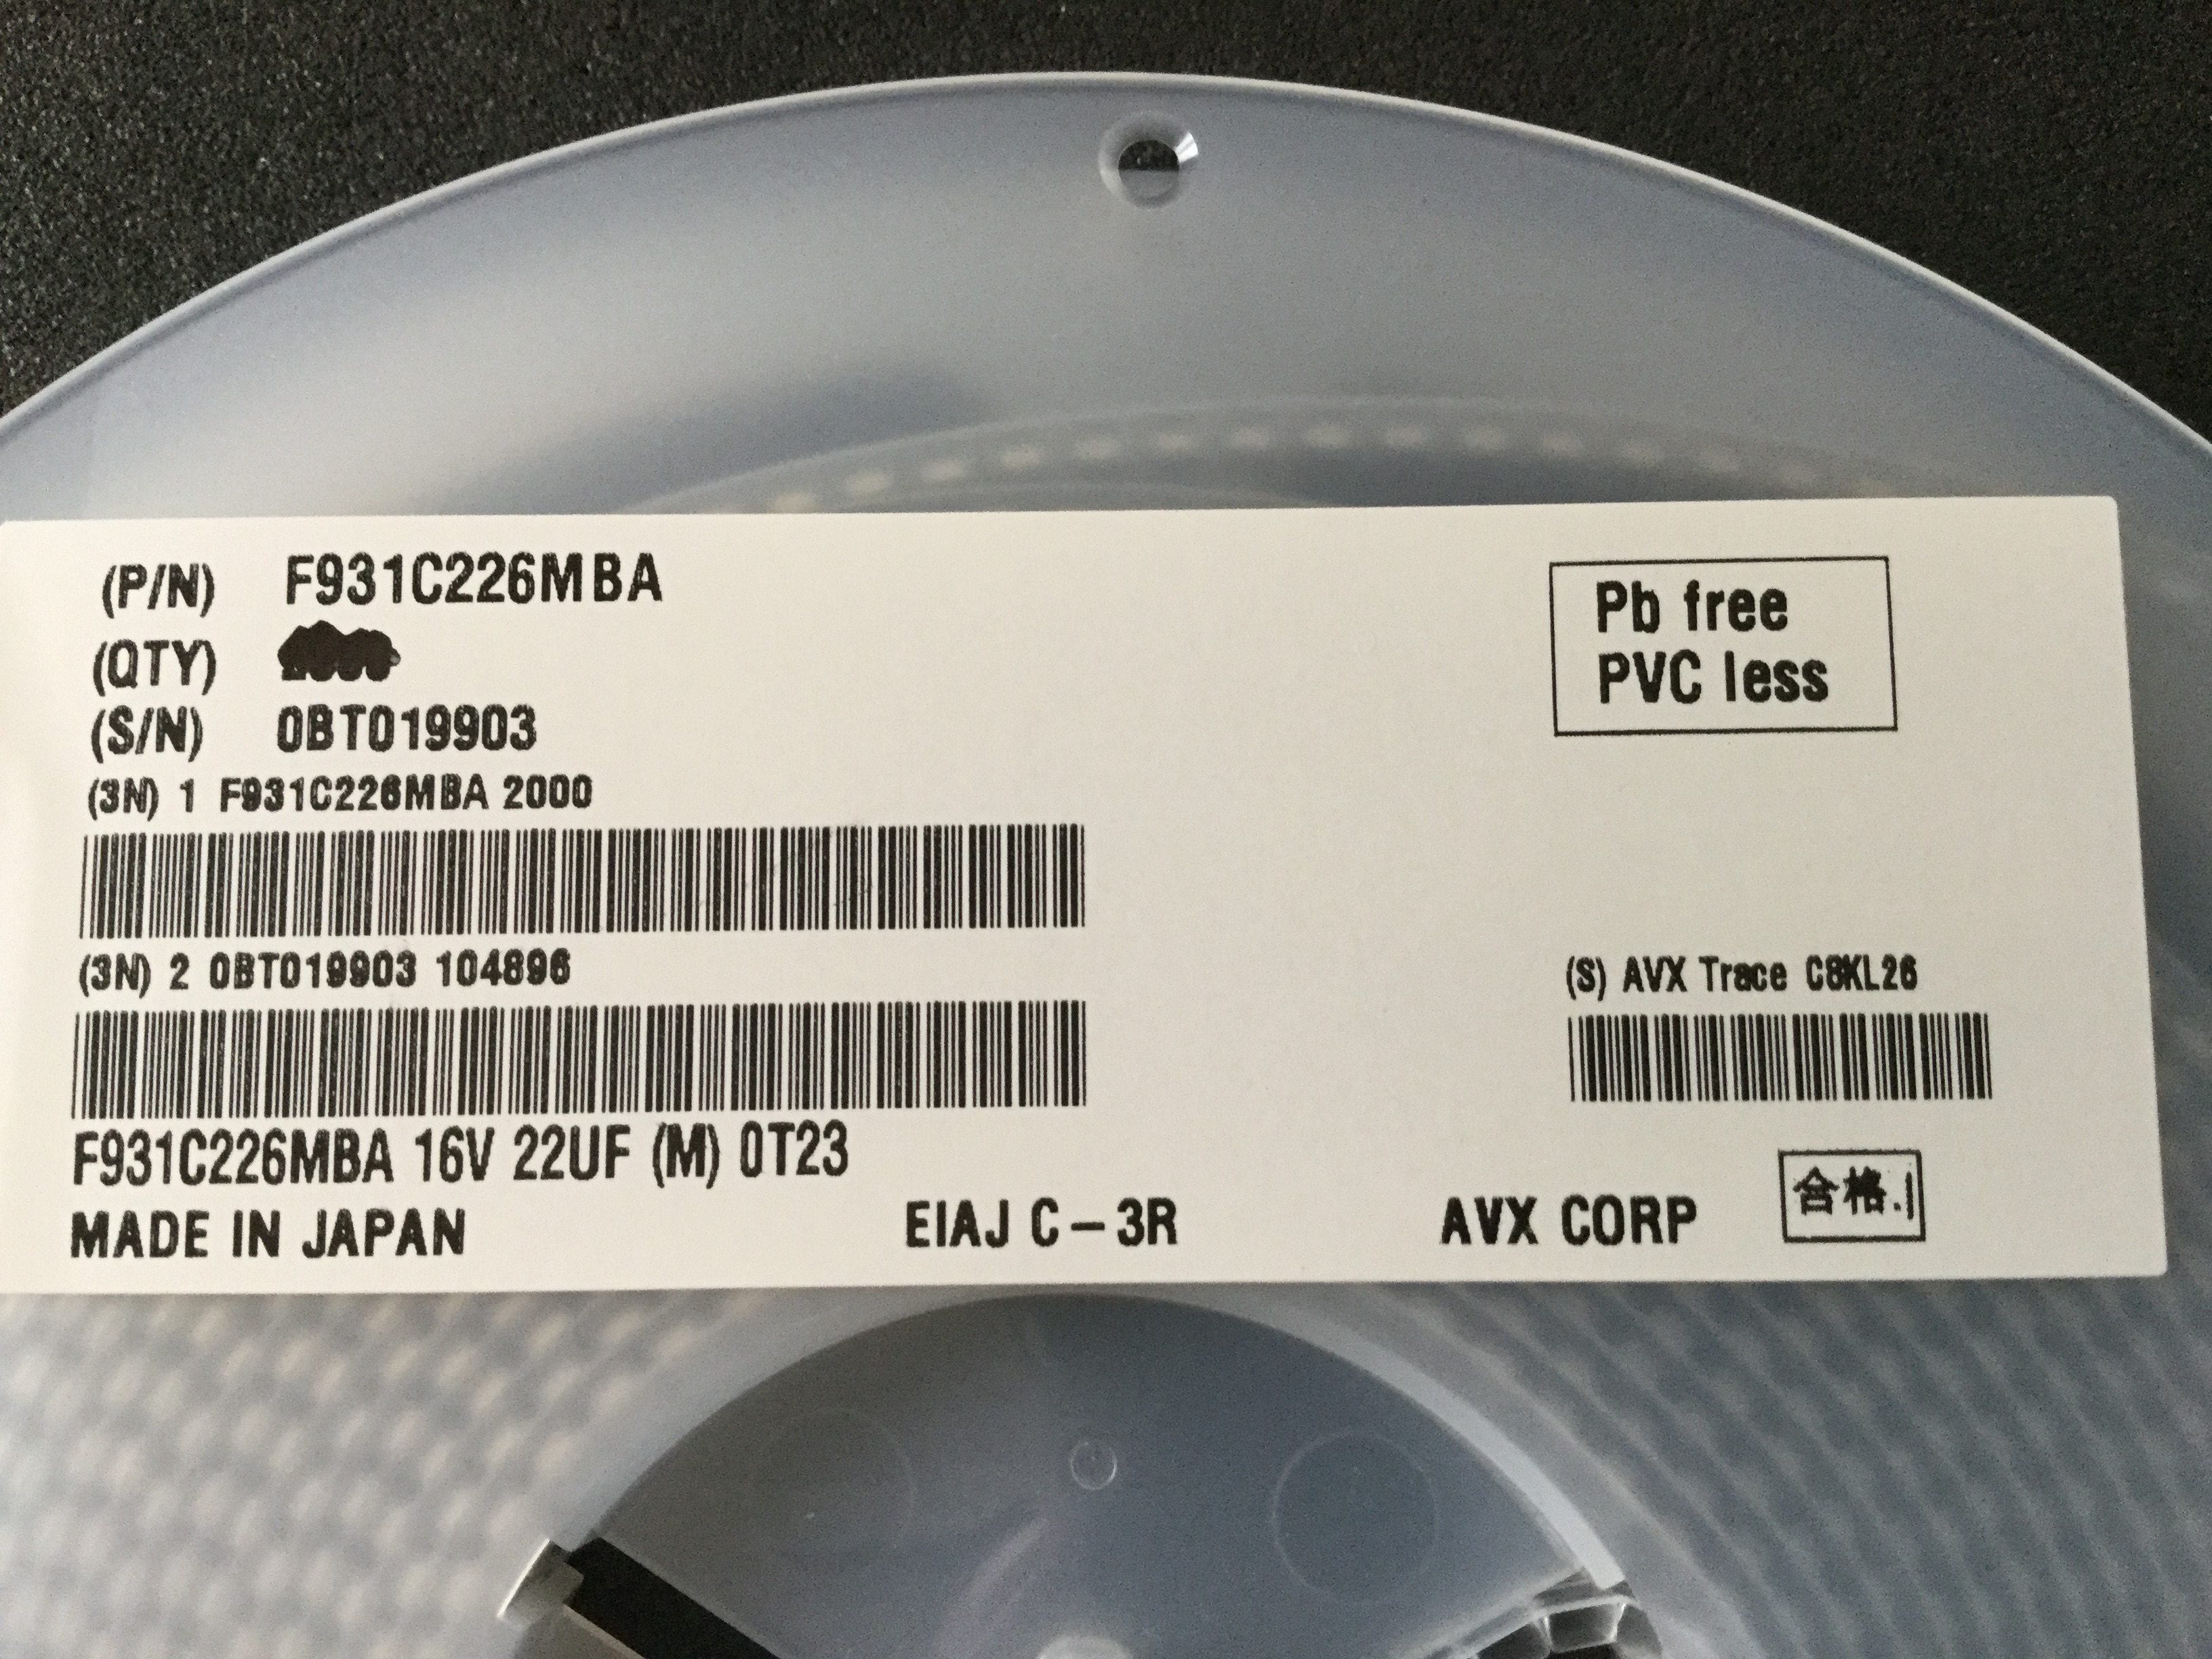 (P/N) F931C226MBA
(QTY)
(S/N) 0BT019903
(3N) 1 F931C226MBA 2000
(3N) 2 0BT019903 104896
F931C226MBA 16V 22UF (M) 0T23
MADE IN JAPAN
EIAJ C-3R
AVX CORP
Pb free
PVC less
(S) AVX Trace C8KL26
合格.